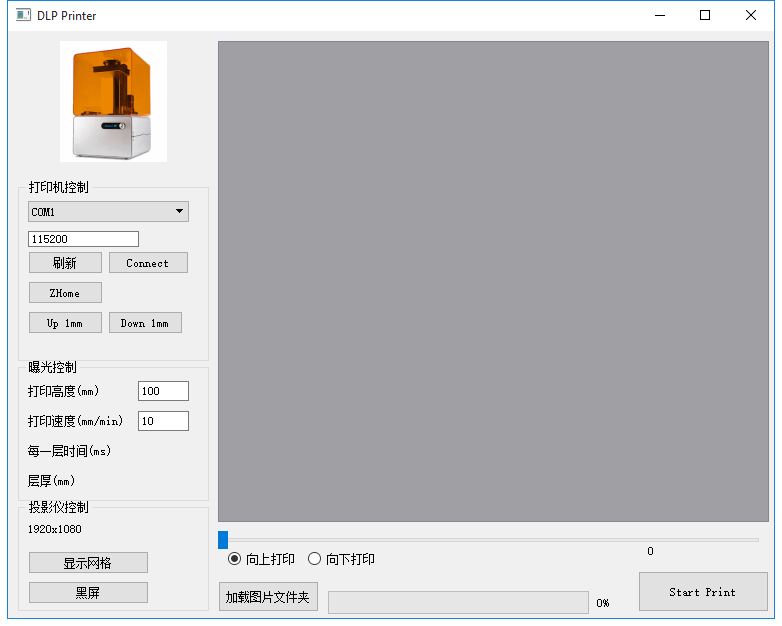 DLP Printer
打印机控制
COM1
115200
刷新 Connect
ZHome
Up 1mm Down 1mm
曝光控制
打印高度(mm) 100
打印速度(mm/min) 10
每一层时间(ms)
层厚(mm)
投影仪控制
1920x1080
显示网格
黑屏
0
向上打印 向下打印
加载图片文件夹 0% Start Print